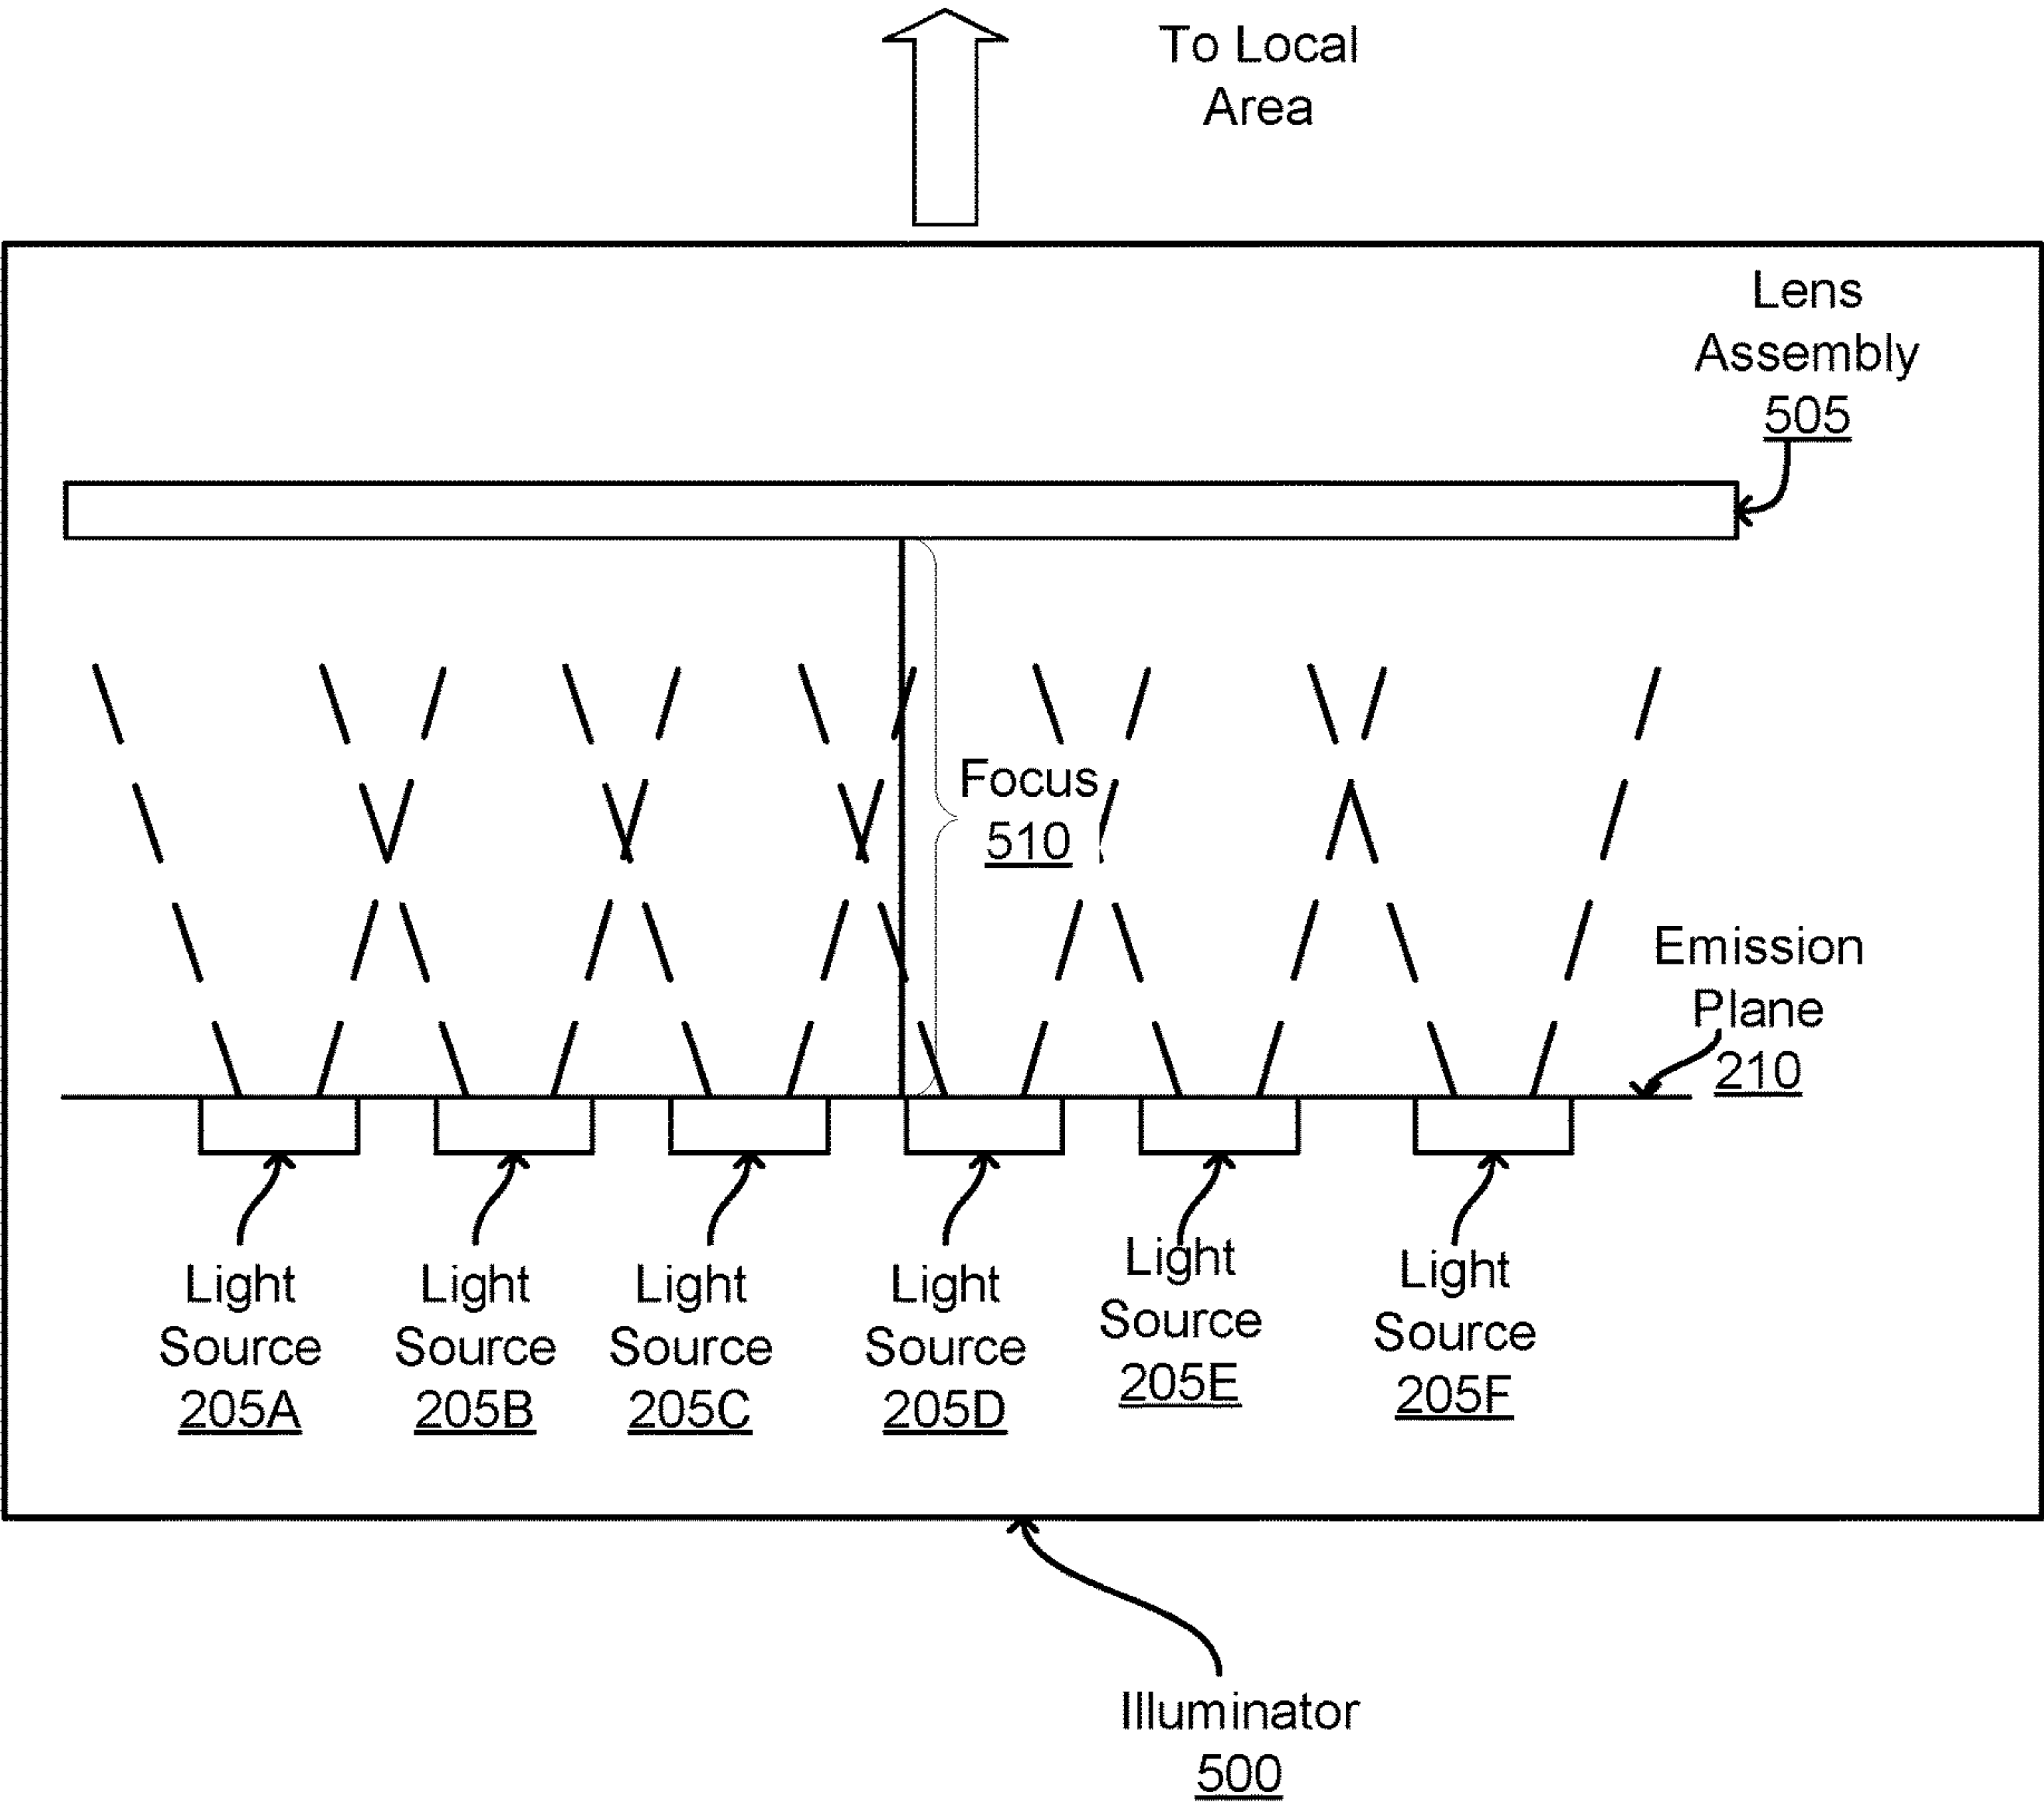 To Local
Area
Lens
Assembly
505
Focus
510
Emission
Plane
210
Light
Source
205A
Light
Source
205B
Light
Source
205C
Light
Source
205D
Light
Source
205E
Light
Source
205F
Illuminator
500